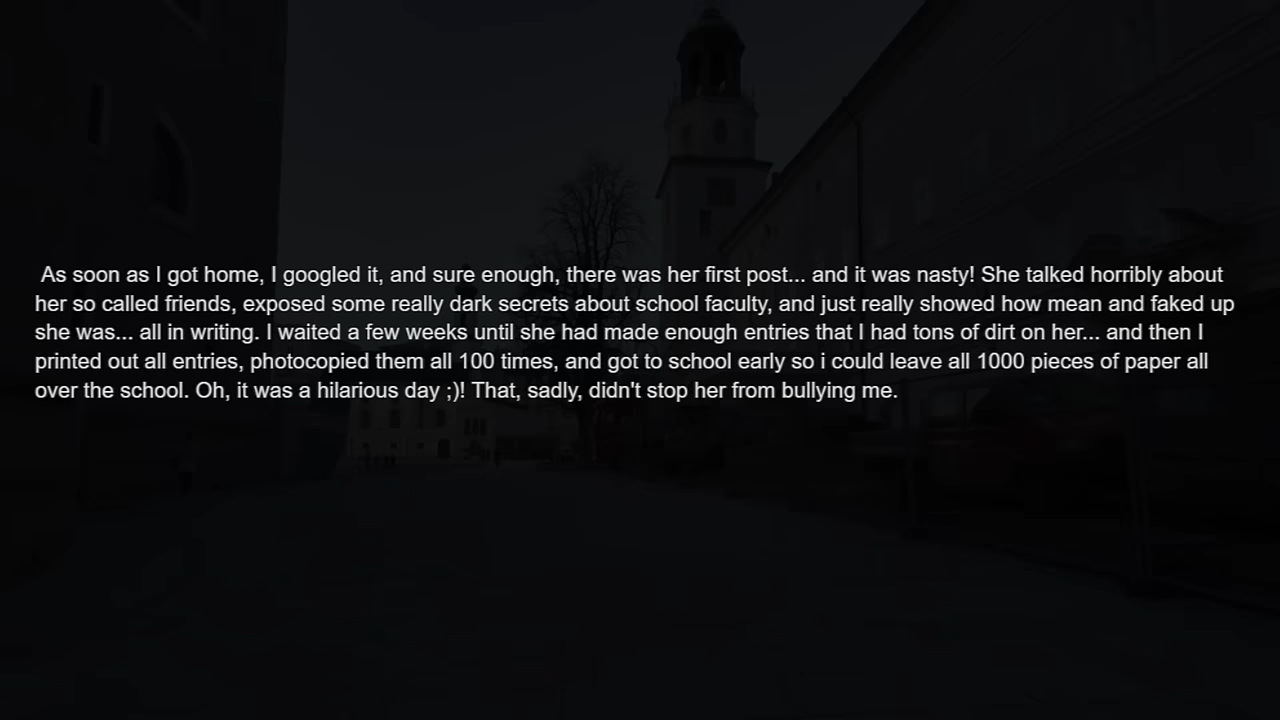 As soon as I got home, I googled it, and sure enough, there was her first post... and it was nasty! She talked horribly about
her so called friends, exposed some really dark secrets about school faculty, and just really showed how mean and faked up
she was... all in writing. I waited a few weeks until she had made enough entries that I had tons of dirt on her... and then I
printed out all entries, photocopied them all 100 times, and got to school early so i could leave all 1000 pieces of paper all
over the school. Oh, it was a hilarious day ;)! That, sadly, didn't stop her from bullying me.